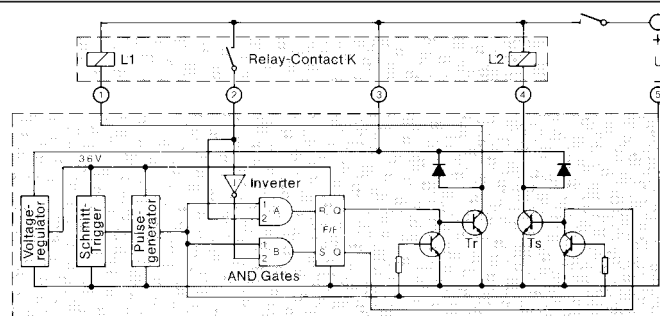 L1
Relay-Contact K
L2
+
U
1
2
3
4
5
3.6V
Voltage-
regulator
Schmitt-
Trigger
Pulse-
generator
I
Inverter
1
2
A
1
2
B
AND Gates
R Q
F/F
S Q
Tr
Ts